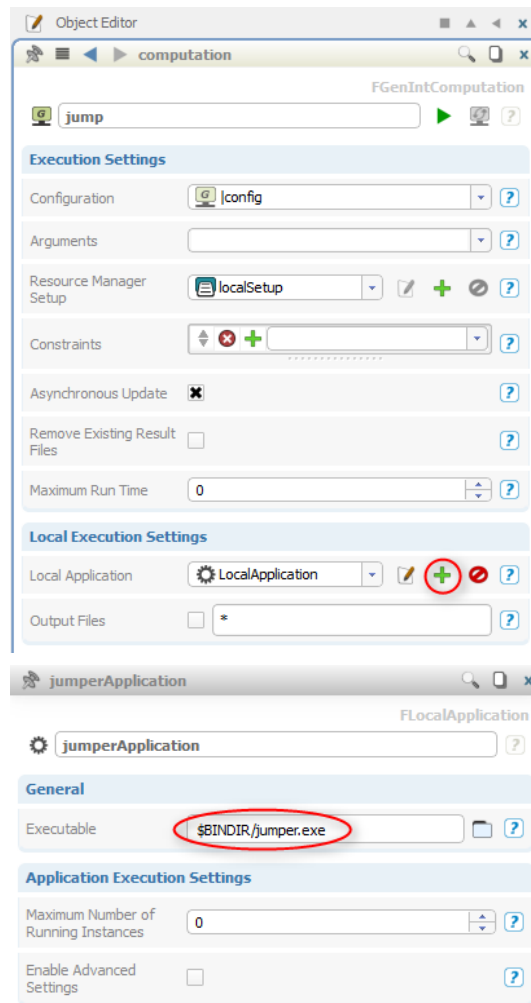 Object Editor
computation
FGenIntComputation
G jump
Execution Settings
Configuration G |config
Arguments
Resource Manager
Setup
localSetup
Constraints
Asynchronous Update
Remove Existing Result
Files
Maximum Run Time 0
Local Execution Settings
Local Application LocalApplication
Output Files *
jumperApplication
FLocalApplication
jumperApplication
General
Executable $BINDIR/jumper.exe
Application Execution Settings
Maximum Number of
Running Instances
0
Enable Advanced
Settings